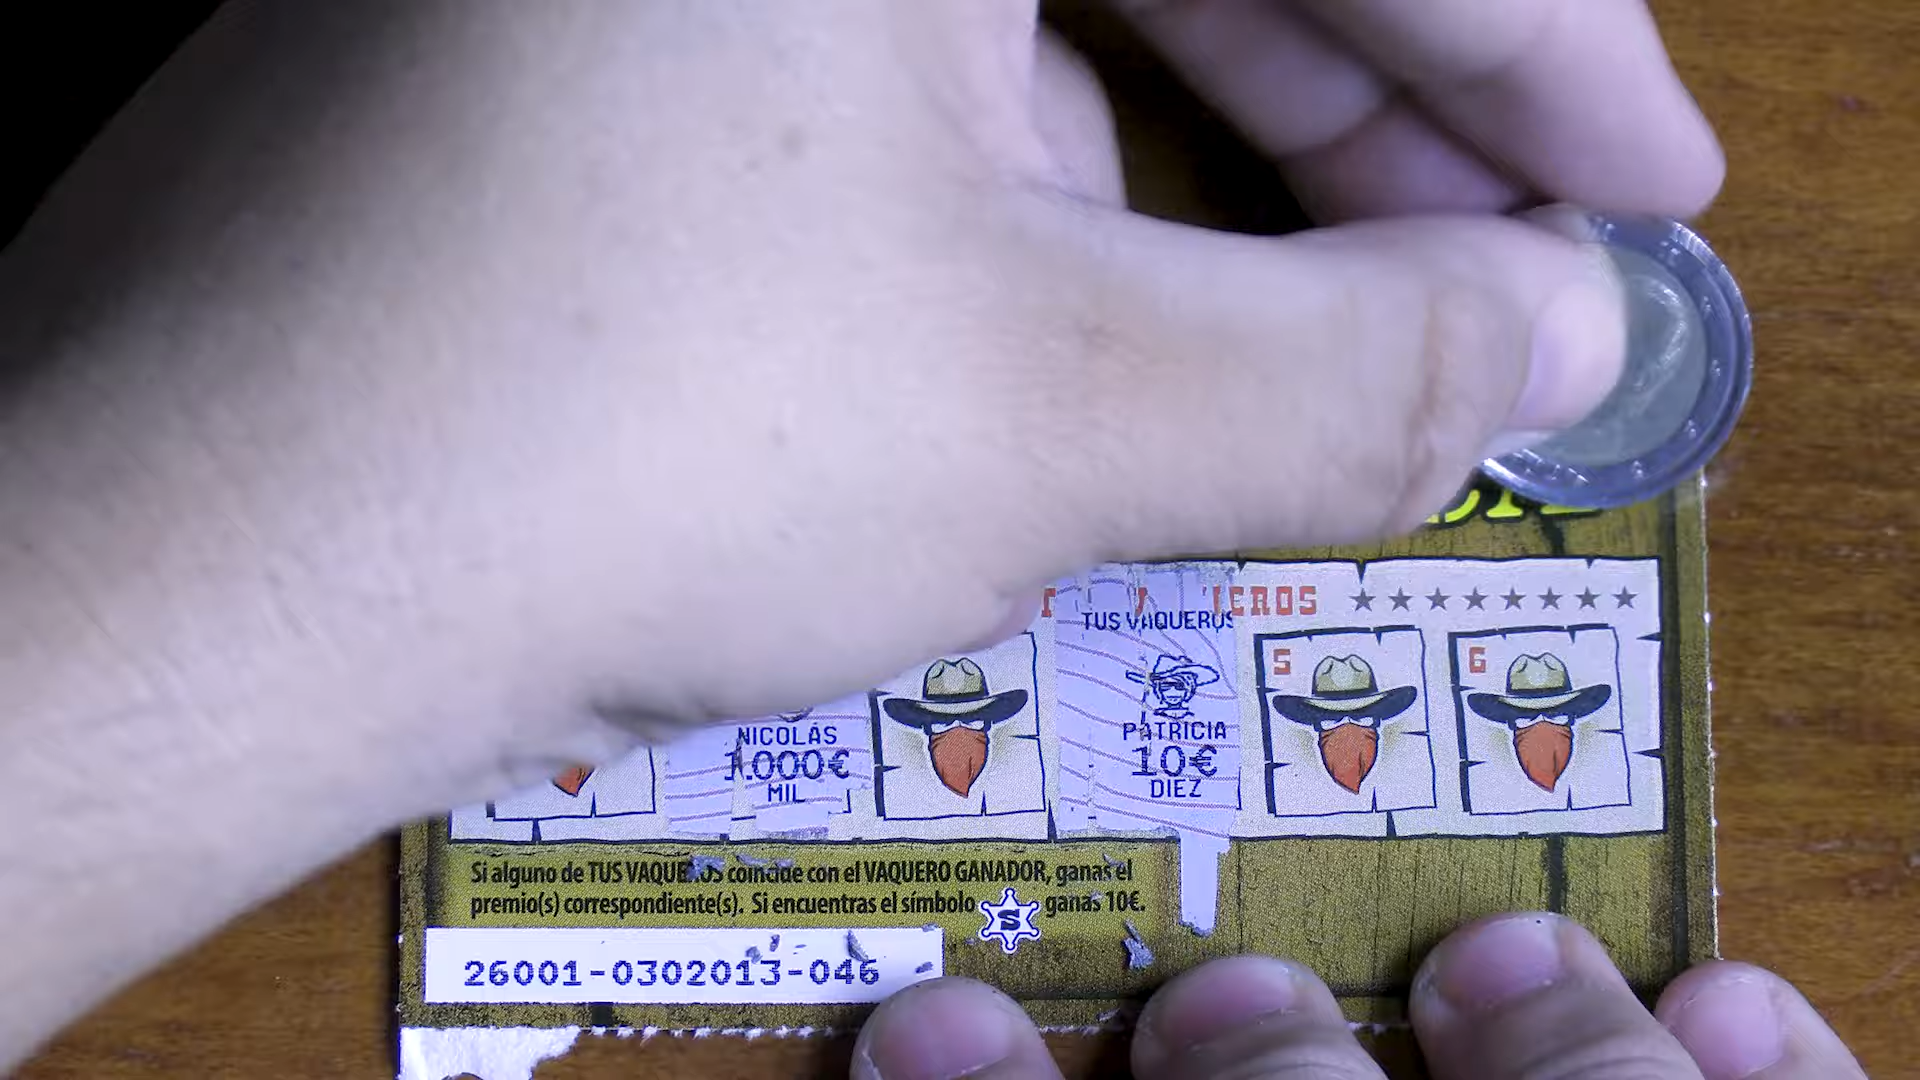 TUS VAQUEROS
5
6
NICOLÁS
1.000€
MIL
PATRICIA
10€
DIEZ
Si alguno de TUS VAQUEROS coincide con el VAQUERO GANADOR, ganas el
premio(s) correspondiente(s). Si encuentras el símbolo S ganas 10€.
26001-0302013-046